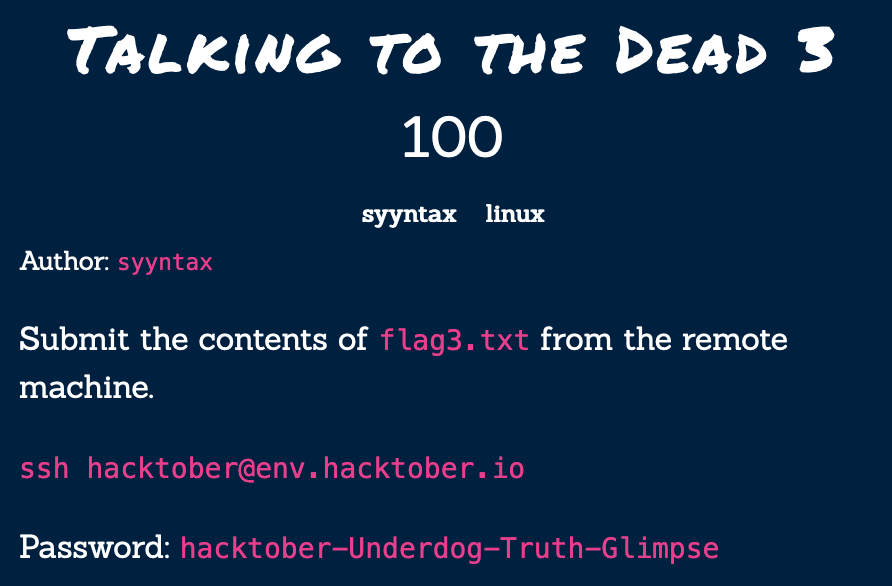 Talking to the Dead 3
100
syyntax linux
Author: syyntax
Submit the contents of flag3.txt from the remote
machine.
ssh hacktober@env.hacktober.io
Password: hacktober-Underdog-Truth-Glimpse